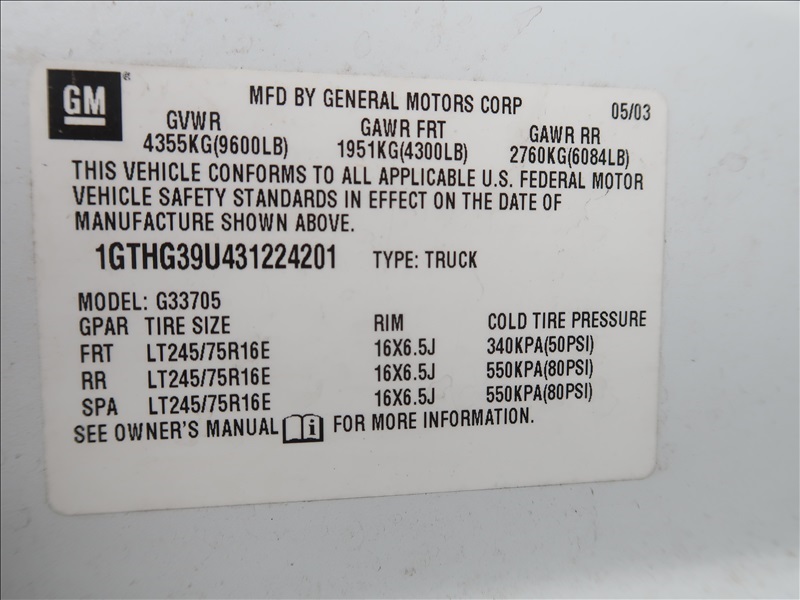 GM
MFD BY GENERAL MOTORS CORP 05/03
GVWR GAWR FRT GAWR RR
4355KG(9600LB) 1951KG(4300LB) 2760KG(6084LB)
THIS VEHICLE CONFORMS TO ALL APPLICABLE U.S. FEDERAL MOTOR
VEHICLE SAFETY STANDARDS IN EFFECT ON THE DATE OF
MANUFACTURE SHOWN ABOVE.
1GTHG39U431224201 TYPE: TRUCK
MODEL: G33705
GPAR TIRE SIZE RIM COLD TIRE PRESSURE
FRT LT245/75R16E 16X6.5J 340KPA(50PSI)
RR LT245/75R16E 16X6.5J 550KPA(80PSI)
SPA LT245/75R16E 16X6.5J 550KPA(80PSI)
SEE OWNER'S MANUAL i FOR MORE INFORMATION.